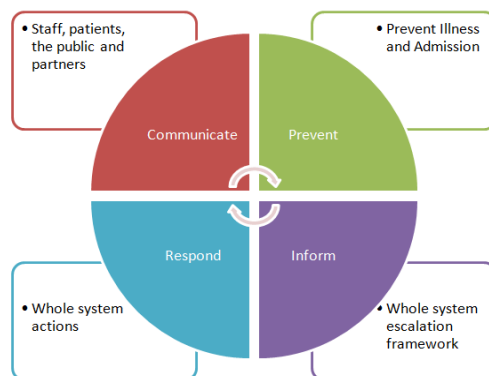 • Staff, patients,
the public and
partners
• Prevent Illness
and Admission
Communicate
Prevent
Respond
Inform
• Whole system
actions
• Whole system
escalation
framework